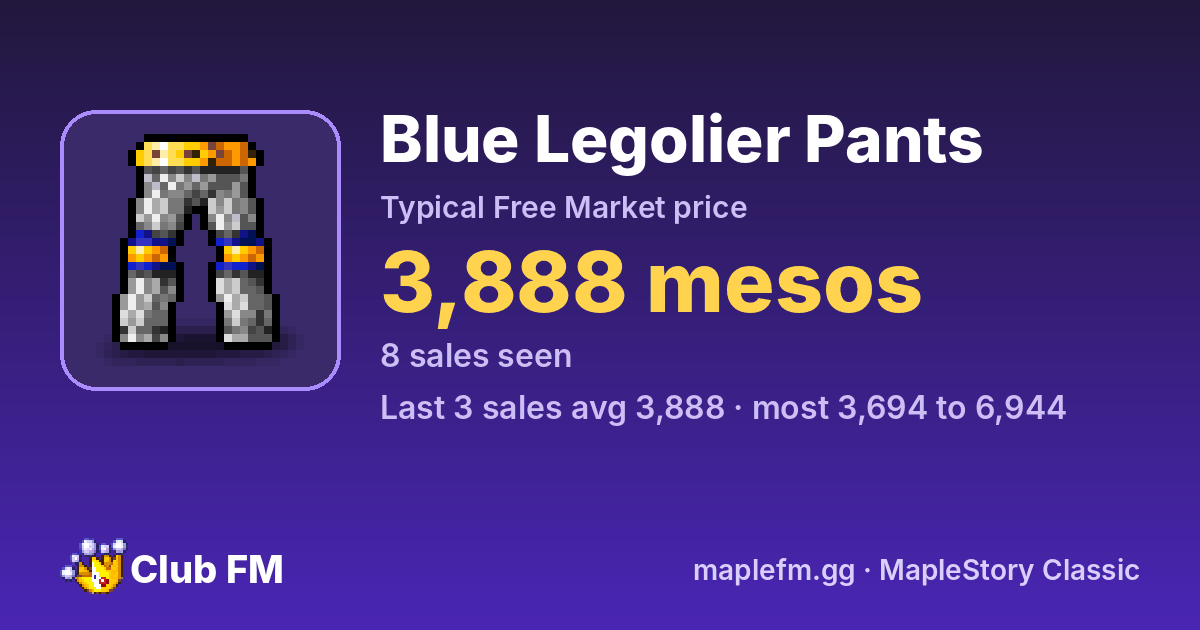 Blue Legolier Pants
Typical Free Market price
3,888 mesos
8 sales seen
Last 3 sales avg 3,888 · most 3,694 to 6,944
Club FM
maplefm.gg · MapleStory Classic